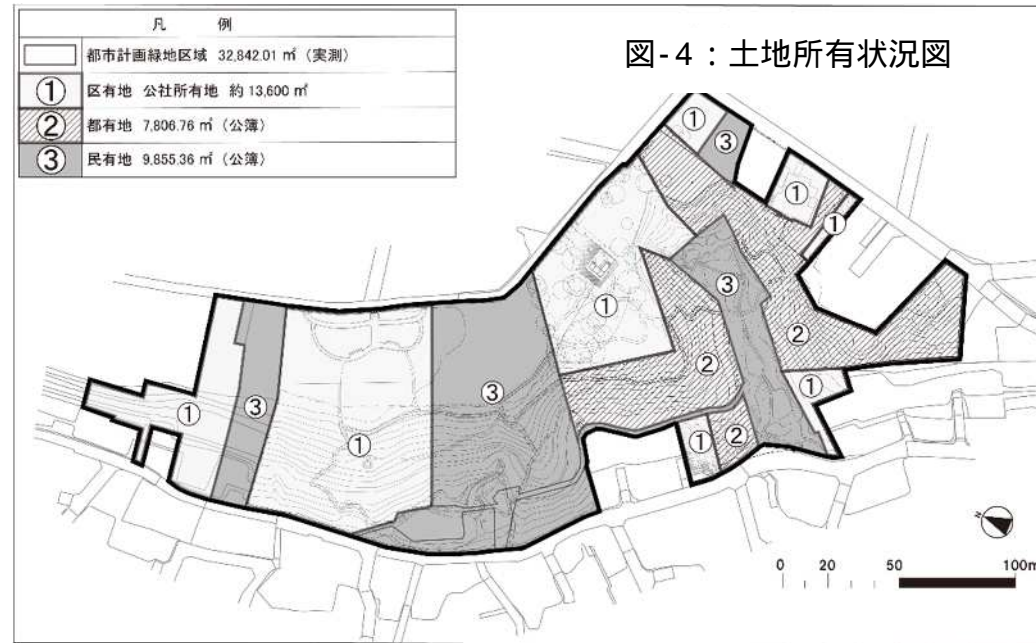 凡 例
都市計画緑地区域 32,842.01 ㎡（実測）
① 区有地 公社所有地 約 13,600 ㎡
② 都有地 7,806.76 ㎡（公簿）
③ 民有地 9,855.36 ㎡（公簿）
図-４：土地所有状況図
①
③
①
①
③
①
②
②
①
③
①
③
①
①
②
N
0 20 50 100m